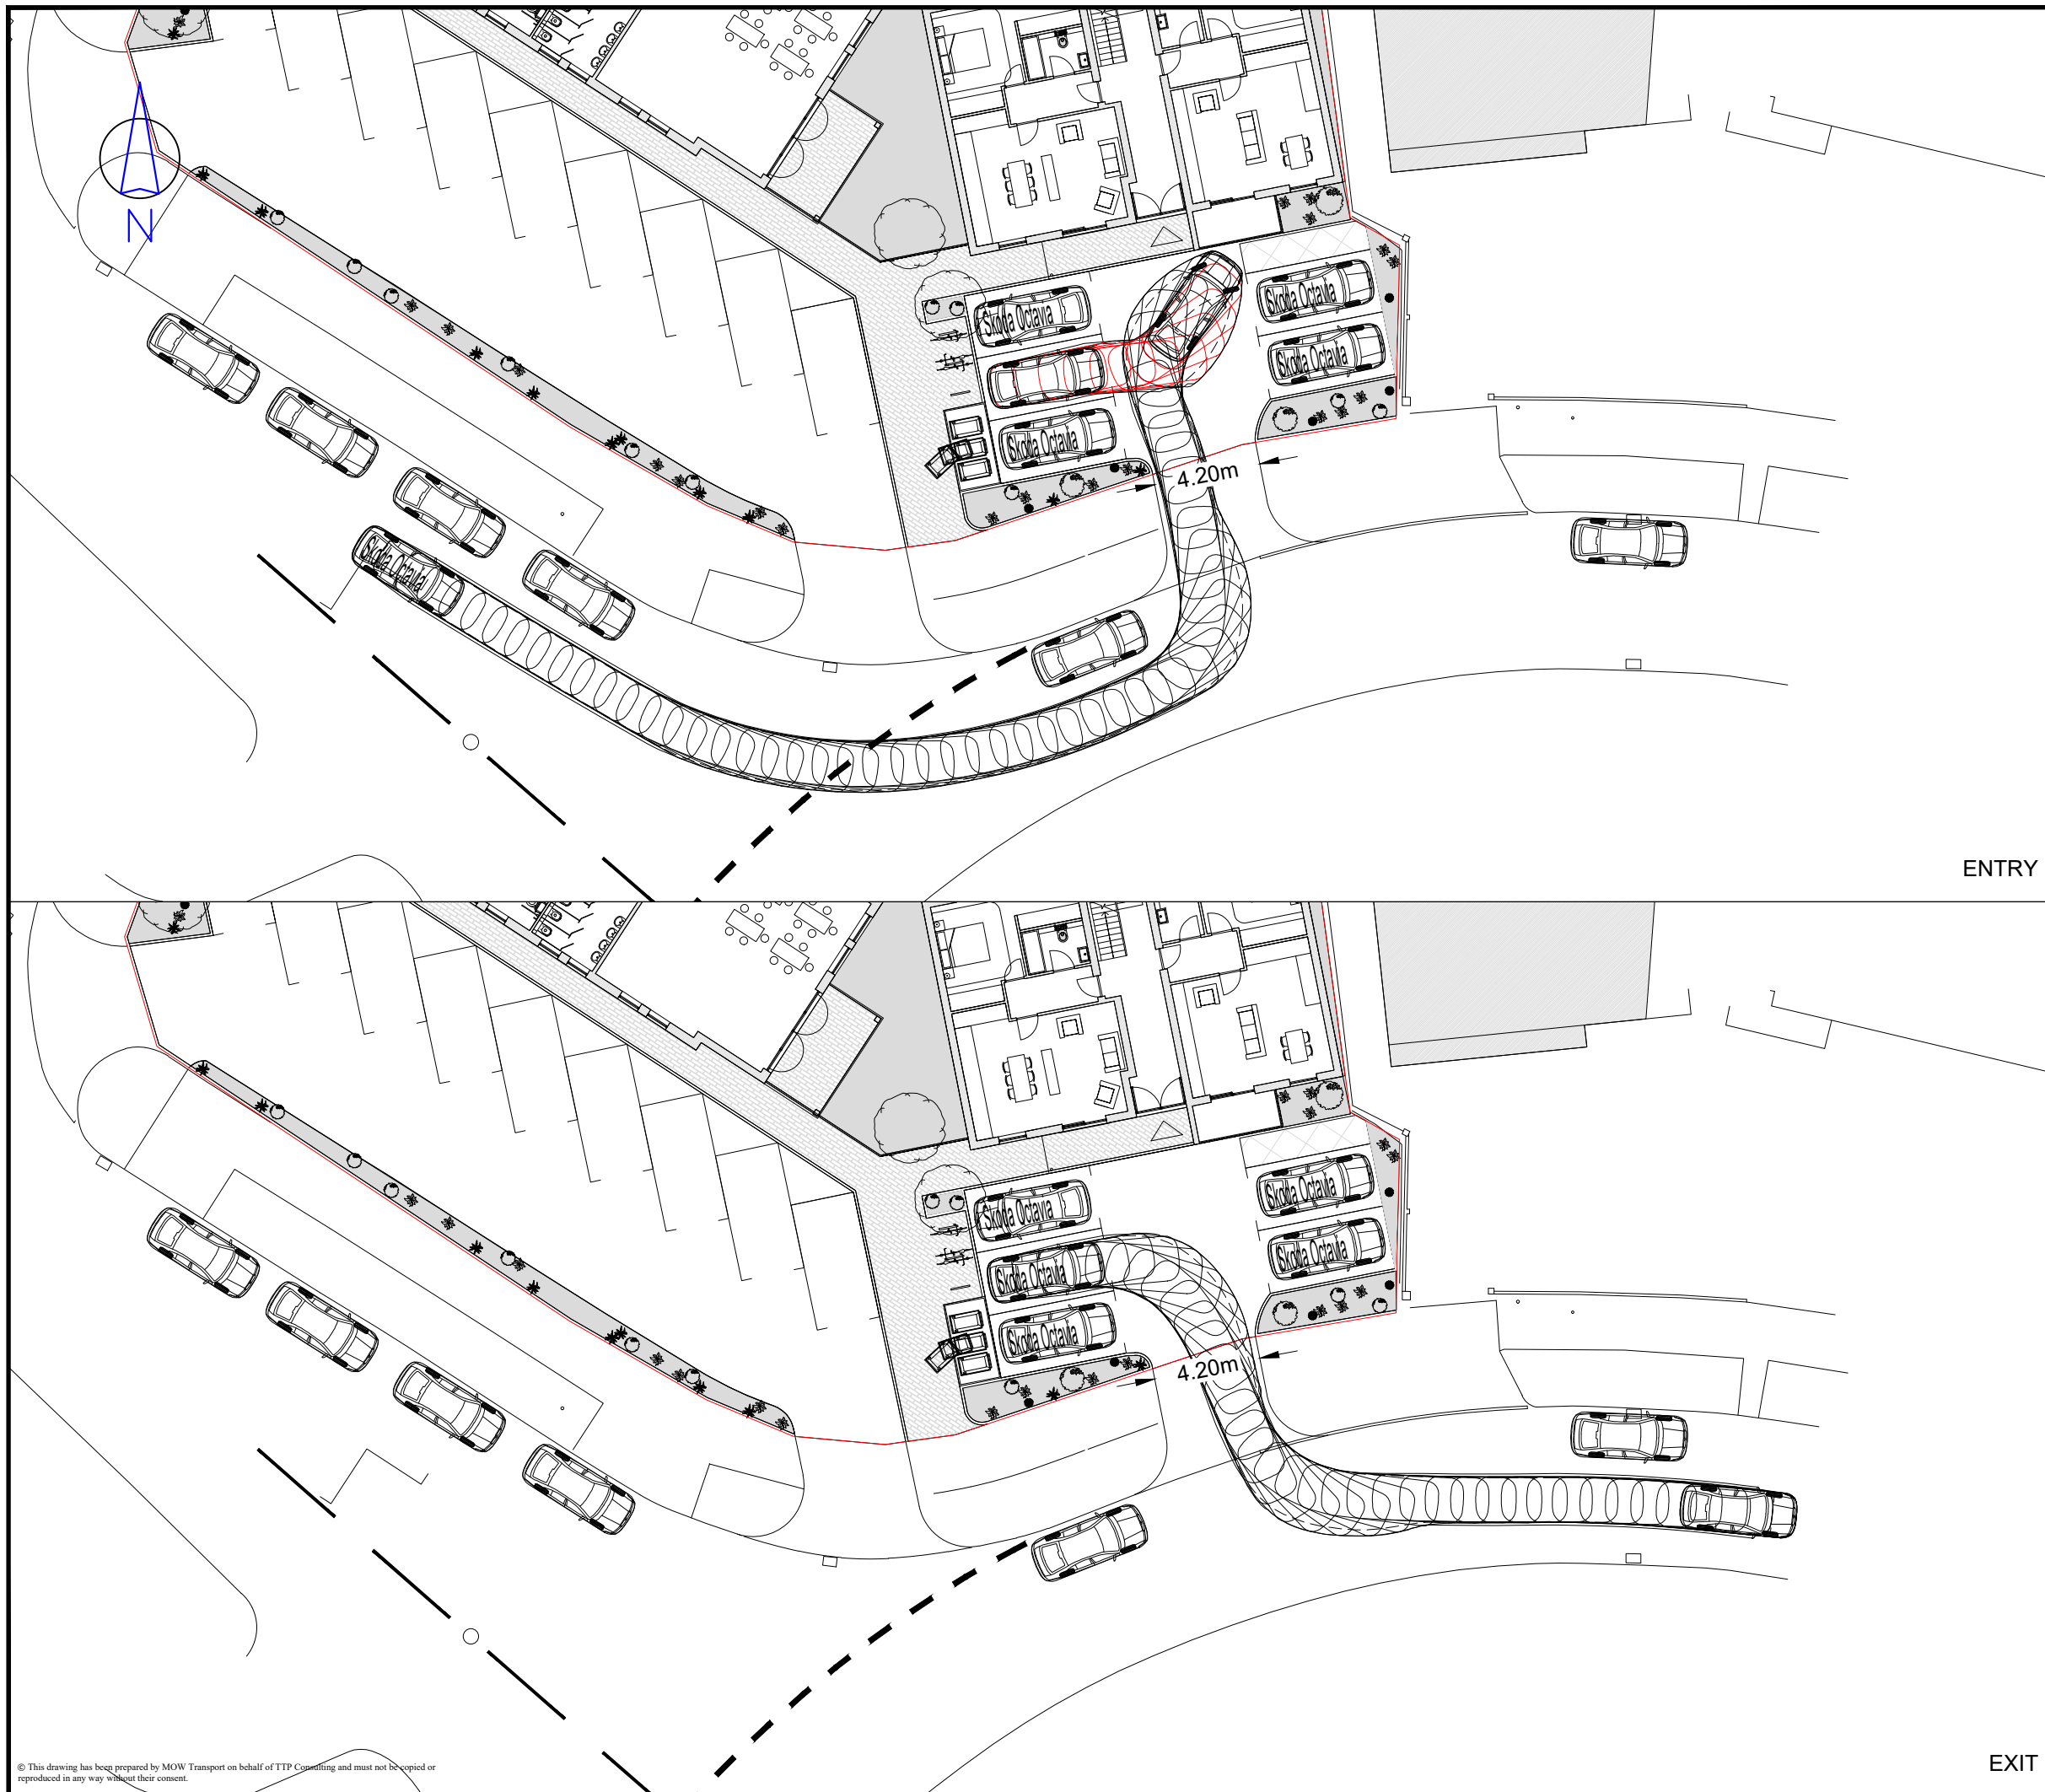 N
Skoda Octavia
Skoda Octavia
Skoda Octavia
Skoda Octavia
4.20m
Skoda Octavia
ENTRY
Skoda Octavia
Skoda Octavia
Skoda Octavia
Skoda Octavia
Skoda Octavia
4.20m
© This drawing has been prepared by MOW Transport on behalf of TTP Consulting and must not be copied or
reproduced in any way without their consent.
EXIT